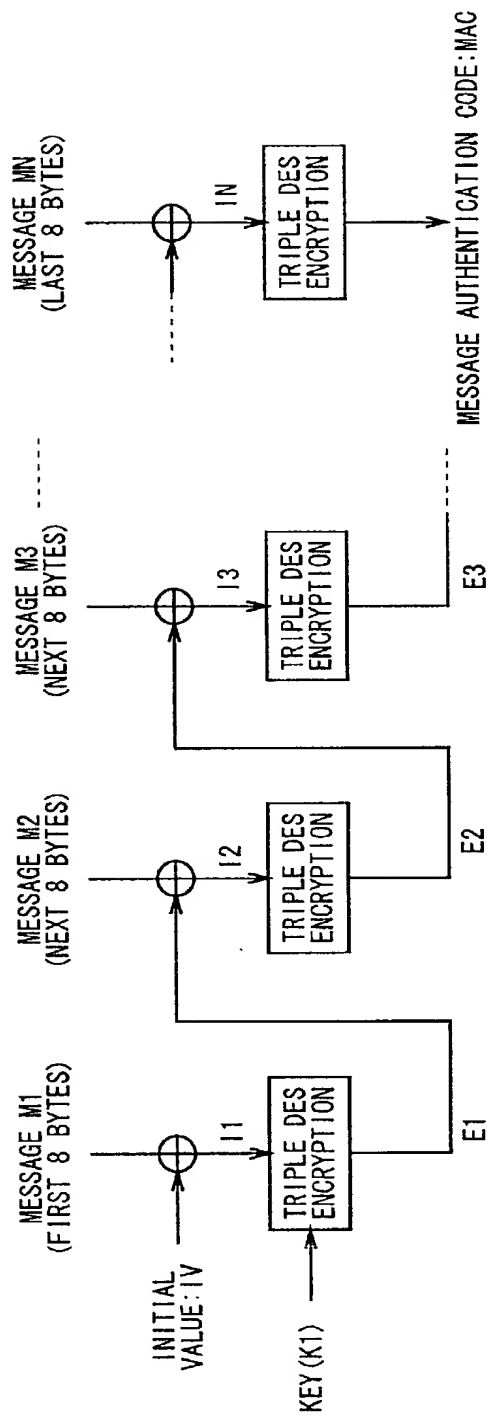 MESSAGE M1
(FIRST 8 BYTES)
MESSAGE M2
(NEXT 8 BYTES)
MESSAGE M3
(NEXT 8 BYTES)
MESSAGE MN
(LAST 8 BYTES)
INITIAL
VALUE:IV
I1
I2
I3
IN
KEY(K1)
TRIPLE DES
ENCRYPTION
TRIPLE DES
ENCRYPTION
TRIPLE DES
ENCRYPTION
TRIPLE DES
ENCRYPTION
E1
E2
E3
MESSAGE AUTHENTICATION CODE:MAC